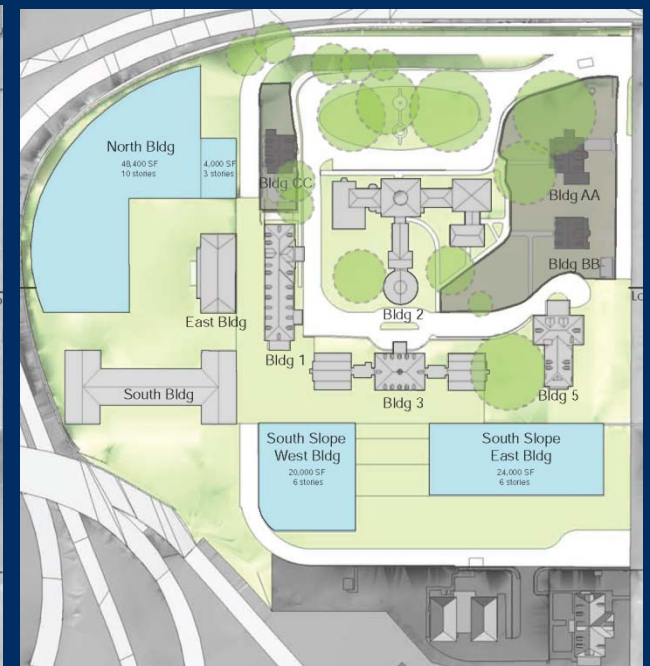 North Bldg
48,400 SF
10 stories
4,000 SF
3 stories
Bldg CC
Bldg AA
Bldg BB
East Bldg
Bldg 2
Bldg 1
South Bldg
Bldg 3
Bldg 5
South Slope
West Bldg
20,000 SF
6 stories
South Slope
East Bldg
24,000 SF
6 stories